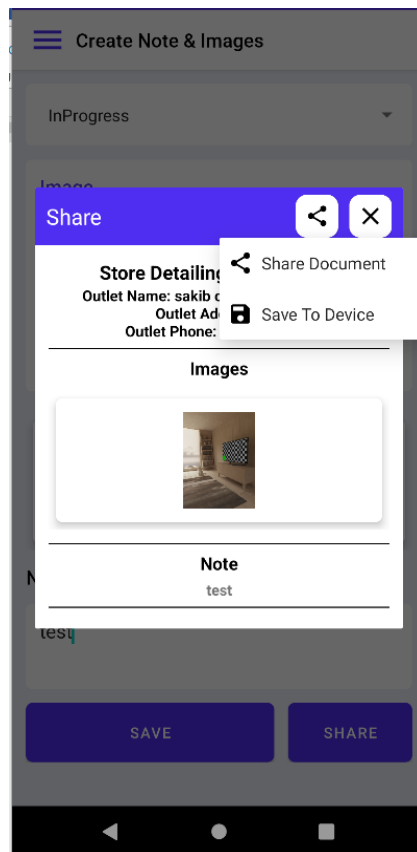 Create Note & Images
InProgress
Image
Share
Share Document
Save To Device
Store Detailing
Outlet Name: sakib
Outlet
Outlet Phone:
Images
Note
test
N
test
SAVE
SHARE